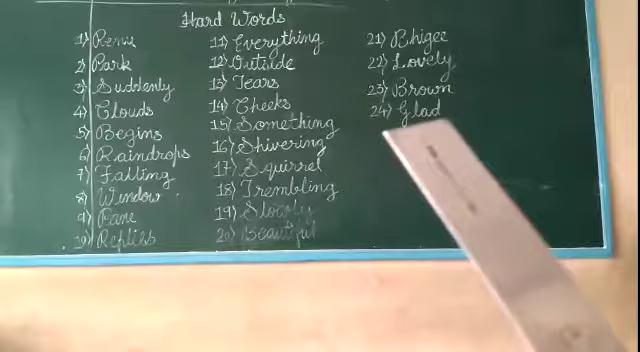 Hard Words
1) Renu
2) Park
3) Suddenly
4) Clouds
5) Begins
6) Raindrops
7) Falling
8) Window
9) Pane
10) Replies
11) Everything
12) Outside
13) Tears
14) Cheeks
15) Something
16) Shivering
17) Squirrel
18) Trembling
19) Slowly
20) Beautiful
21) Bhigee
22) Lovely
23) Brown
24) Glad